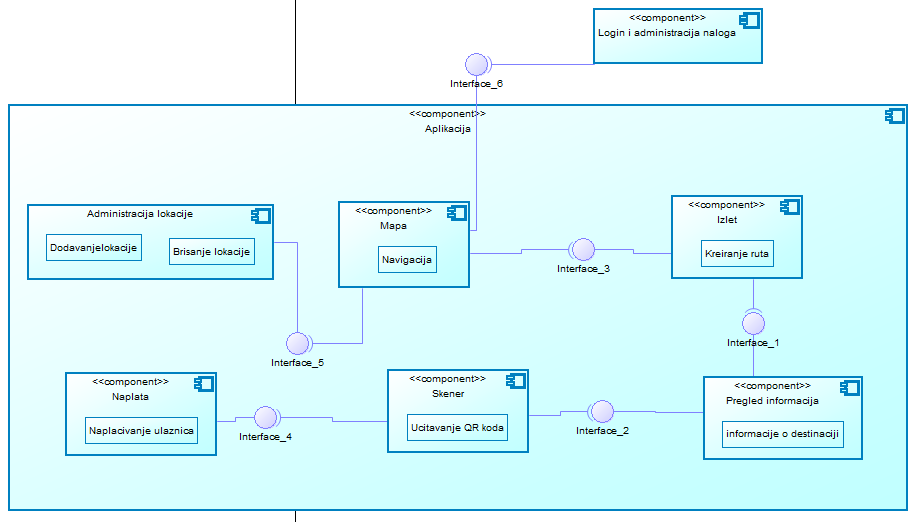 <<component>>
Login i administracija naloga
Interface_6
<<component>>
Aplikacija
Administracija lokacije
Dodavanjelokacije
Brisanje lokacije
<<component>>
Mapa
Navigacija
<<component>>
Izlet
Kreiranje ruta
Interface_3
Interface_1
Interface_5
<<component>>
Naplata
Naplacivanje ulaznica
Interface_4
<<component>>
Skener
Ucitavanje QR koda
Interface_2
<<component>>
Pregled informacija
informacije o destinaciji